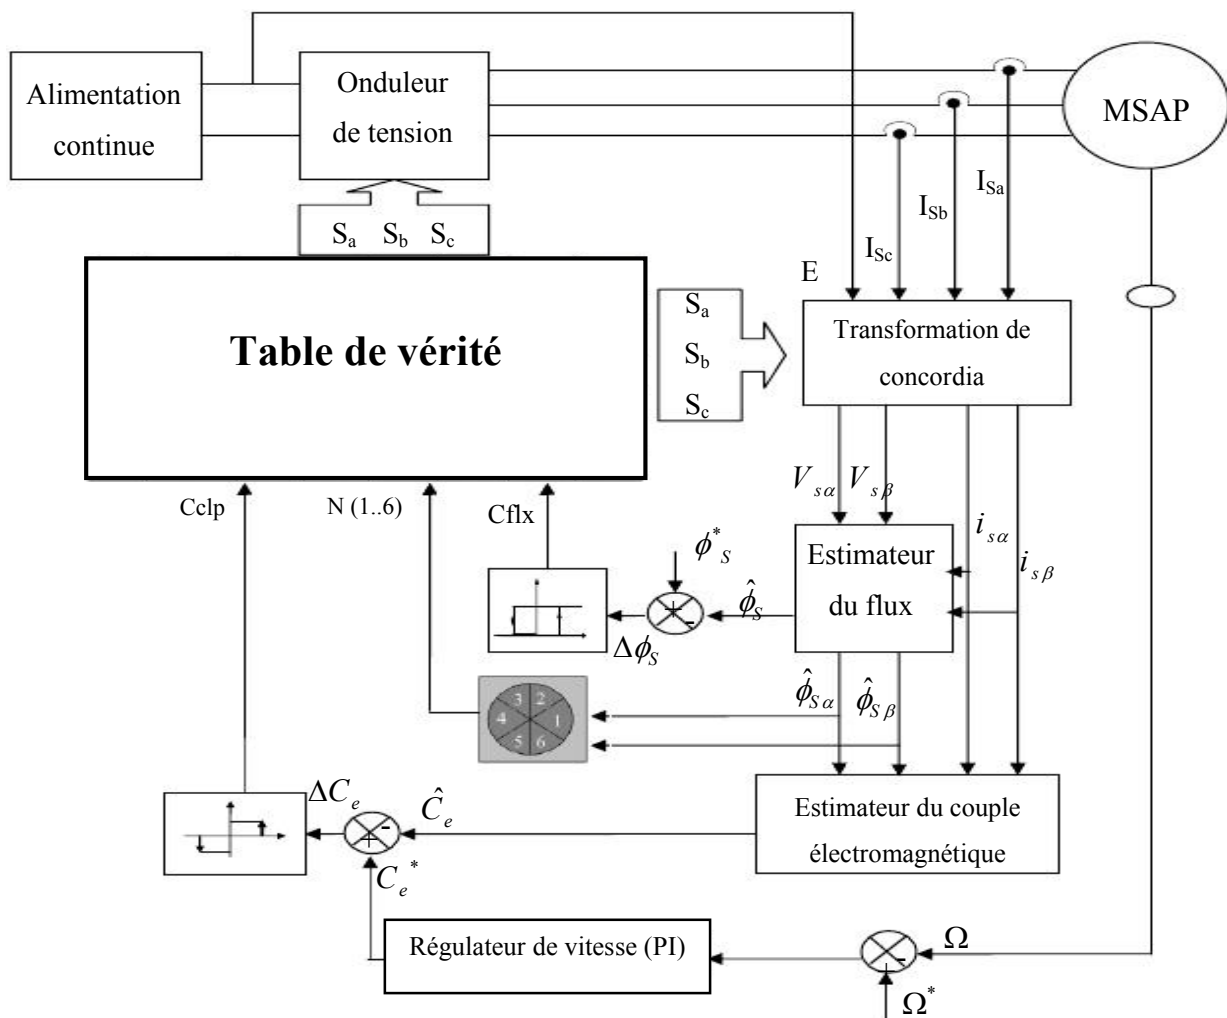 Alimentation
continue
Onduleur
de tension
MSAP
S_a S_b S_c
I_Sa
I_Sb
I_Sc
E
Table de vérité
S_a
S_b
S_c
Transformation de
concordia
V_sα V_sβ
i_sα
i_sβ
Cclp
N (1..6)
Cflx
ϕ*_S
+
-
ϕ̂_S
Δϕ_S
Estimateur
du flux
ϕ̂_Sα ϕ̂_Sβ
3 2
4 1
5 6
ΔC_e
Ĉ_e
-
+
C_e*
Estimateur du couple
électromagnétique
Régulateur de vitesse (PI)
Ω
-
+
Ω*